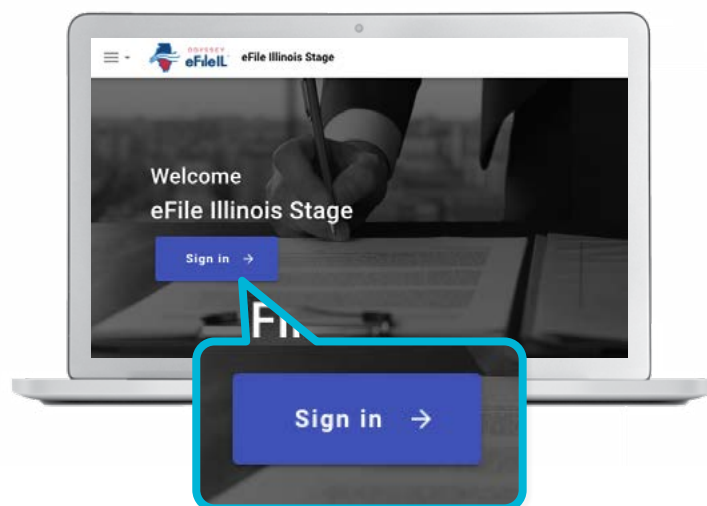 ODYSSEY
eFileIL eFile Illinois Stage
Welcome
eFile Illinois Stage
Sign in →
Sign in →